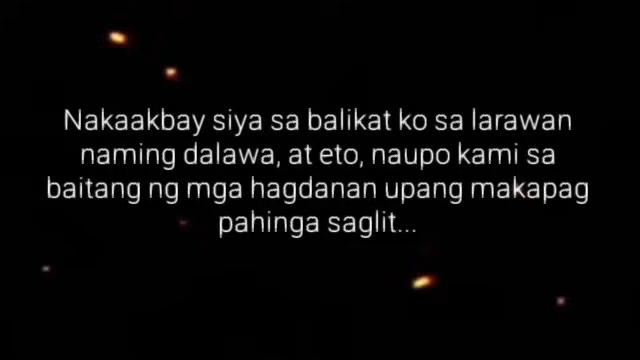 Nakaakbay siya sa balikat ko sa larawan
naming dalawa, at eto, naupo kami sa
baitang ng mga hagdanan upang makapag
pahinga saglit...